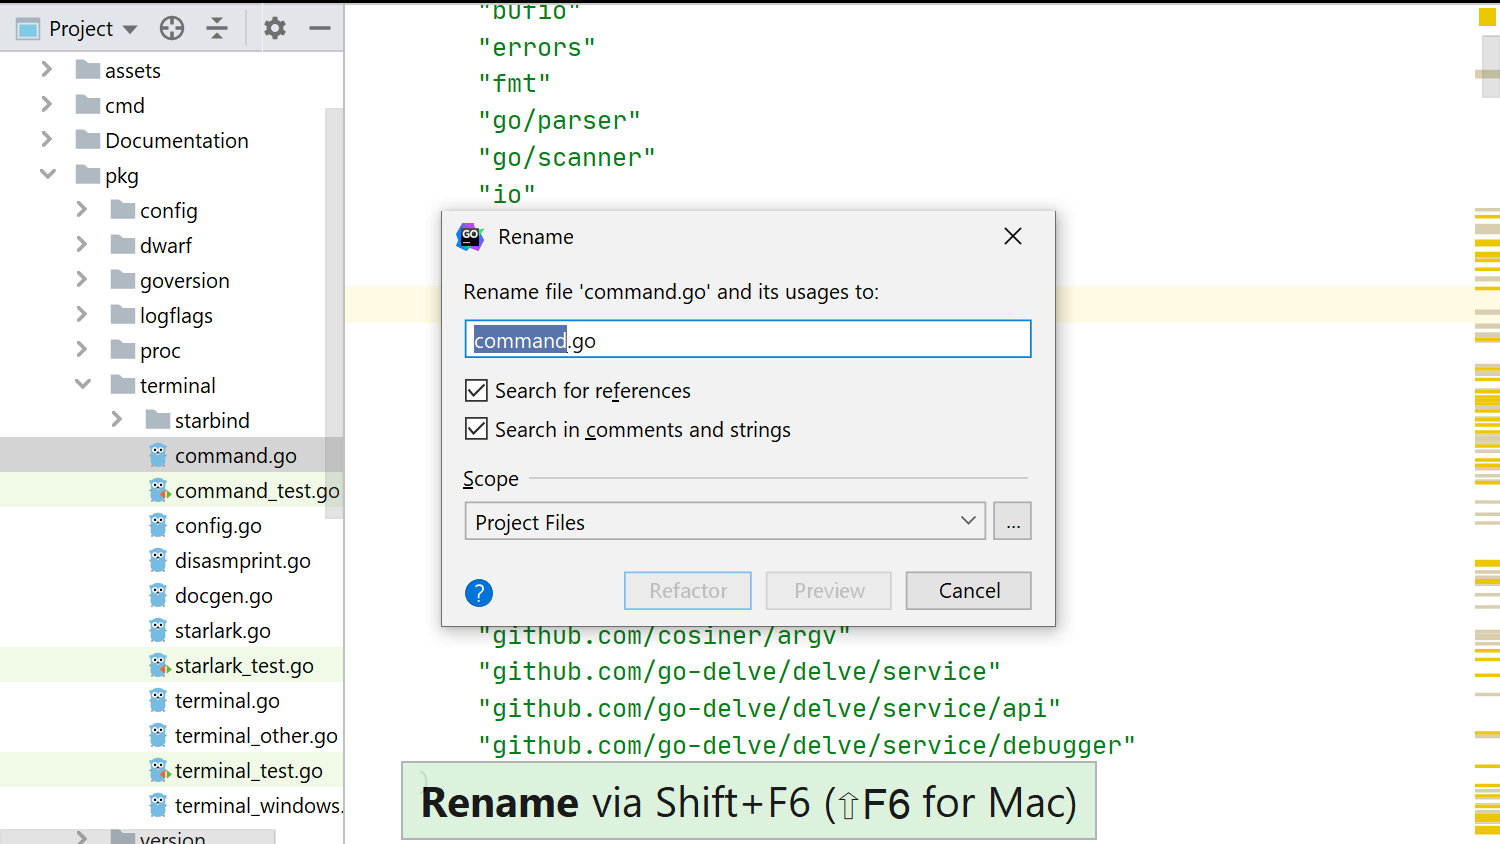 Project
assets
cmd
Documentation
pkg
config
dwarf
goversion
logflags
proc
terminal
starbind
command.go
command_test.go
config.go
disasmprint.go
docgen.go
starlark.go
starlark_test.go
terminal.go
terminal_other.go
terminal_test.go
terminal_windows.
version
"bufio"
"errors"
"fmt"
"go/parser"
"go/scanner"
"io"
GO
Rename
Rename file 'command.go' and its usages to:
command.go
Search for references
Search in comments and strings
Scope
Project Files
...
?
Refactor
Preview
Cancel
"github.com/cosiner/argv"
"github.com/go-delve/delve/service"
"github.com/go-delve/delve/service/api"
"github.com/go-delve/delve/service/debugger"
)
Rename via Shift+F6 (⇧F6 for Mac)